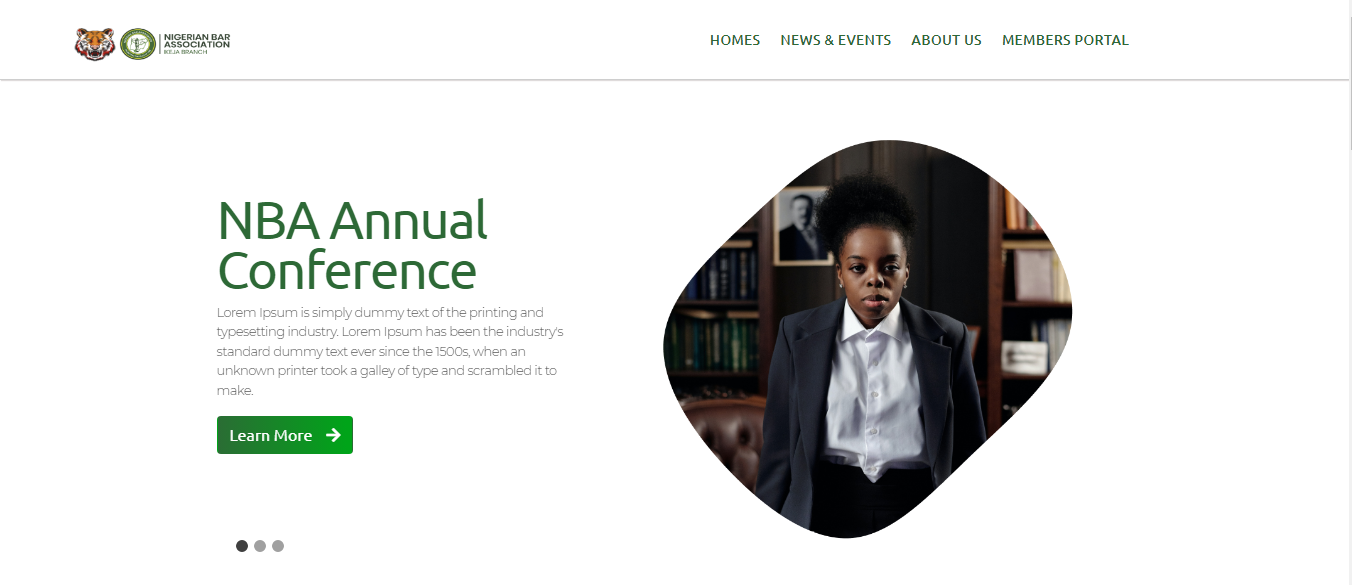 NIGERIAN BAR
ASSOCIATION
IKEJA BRANCH
HOMES NEWS & EVENTS ABOUT US MEMBERS PORTAL
NBA Annual
Conference
Lorem Ipsum is simply dummy text of the printing and
typesetting industry. Lorem Ipsum has been the industry's
standard dummy text ever since the 1500s, when an
unknown printer took a galley of type and scrambled it to
make.
Learn More